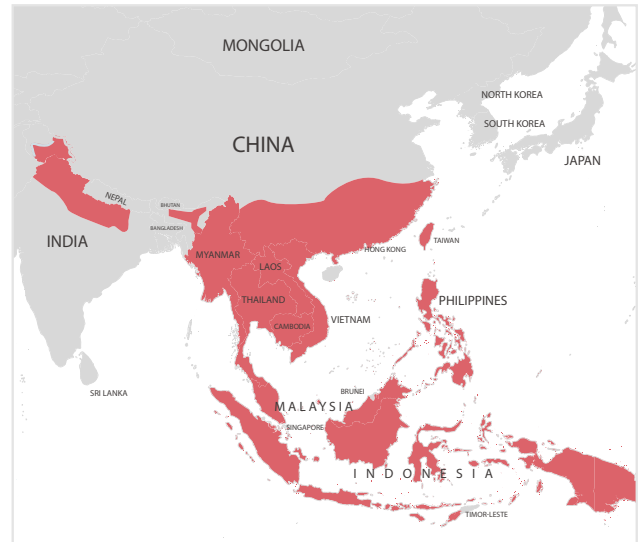 MONGOLIA
NORTH KOREA
SOUTH KOREA
CHINA
JAPAN
NEPAL
BHUTAN
BANGLADESH
INDIA
HONG KONG
TAIWAN
MYANMAR
LAOS
THAILAND
PHILIPPINES
VIETNAM
CAMBODIA
SRI LANKA
BRUNEI
MALAYSIA
SINGAPORE
INDONESIA
TIMOR-LESTE